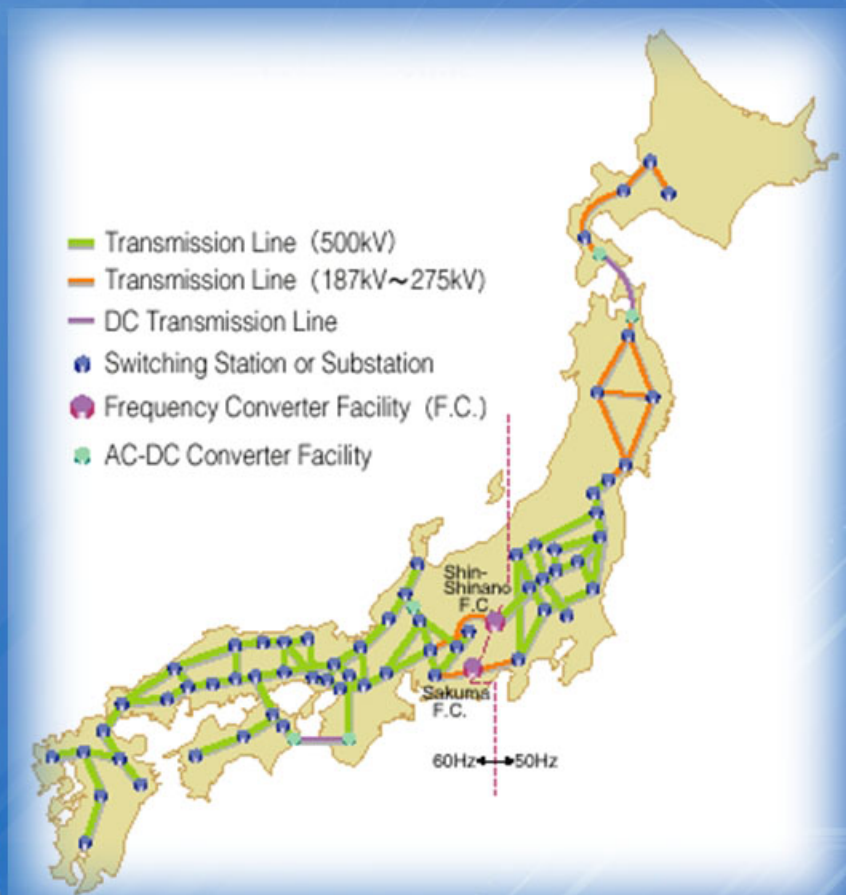 Transmission Line (500kV)
Transmission Line (187kV～275kV)
DC Transmission Line
Switching Station or Substation
Frequency Converter Facility (F.C.)
AC-DC Converter Facility
Shin-
Shinano
F.C.
Sakuma
F.C.
60Hz
50Hz